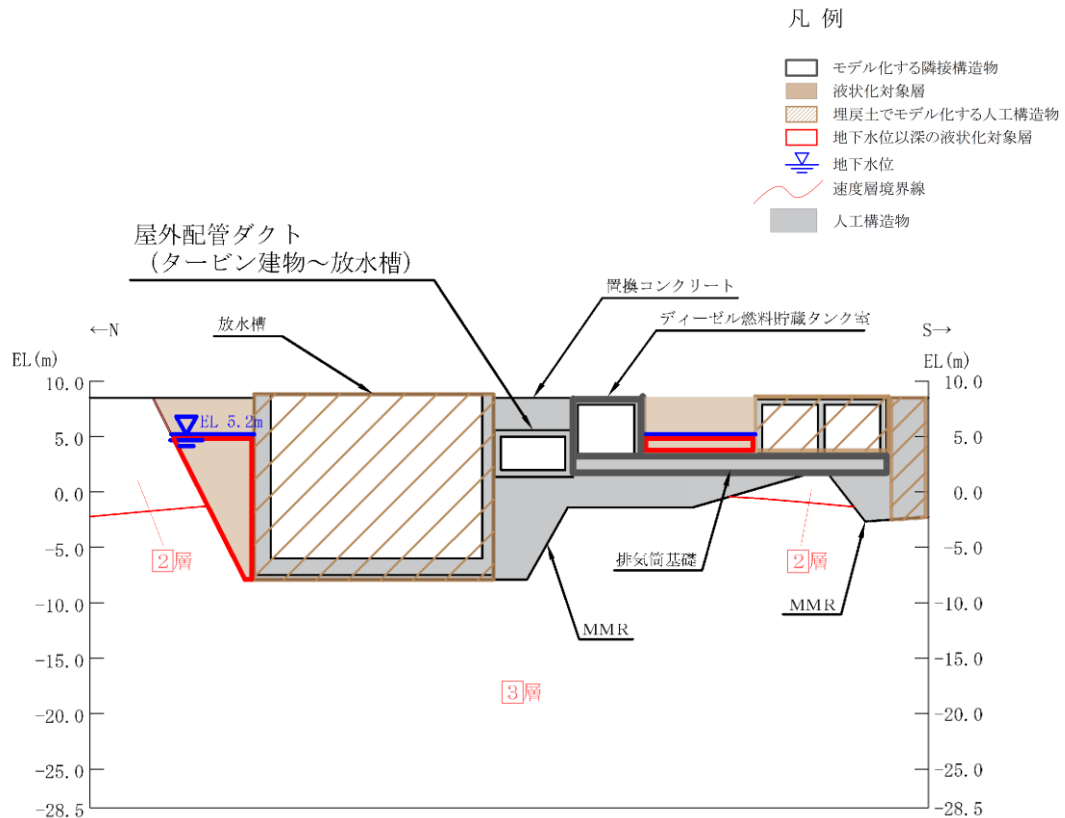 凡 例
モデル化する隣接構造物
液状化対象層
埋戻土でモデル化する人工構造物
地下水位以深の液状化対象層
地下水位
速度層境界線
人工構造物
屋外配管ダクト
（タービン建物～放水槽）
置換コンクリート
ディーゼル燃料貯蔵タンク室
放水槽
←N
S→
EL(m)
EL(m)
10.0
10.0
EL 5.2m
5.0
5.0
0.0
0.0
2層
排気筒基礎
2層
-5.0
-5.0
MMR
MMR
-10.0
-10.0
-15.0
-15.0
3層
-20.0
-20.0
-25.0
-25.0
-28.5
-28.5